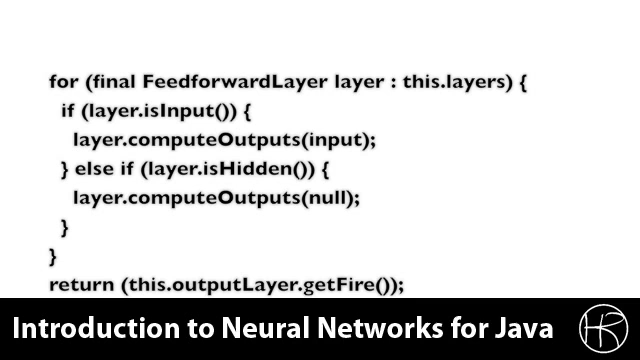 for (final FeedforwardLayer layer : this.layers) {
if (layer.isInput()) {
layer.computeOutputs(input);
} else if (layer.isHidden()) {
layer.computeOutputs(null);
}
}
return (this.outputLayer.getFire());
Introduction to Neural Networks for Java